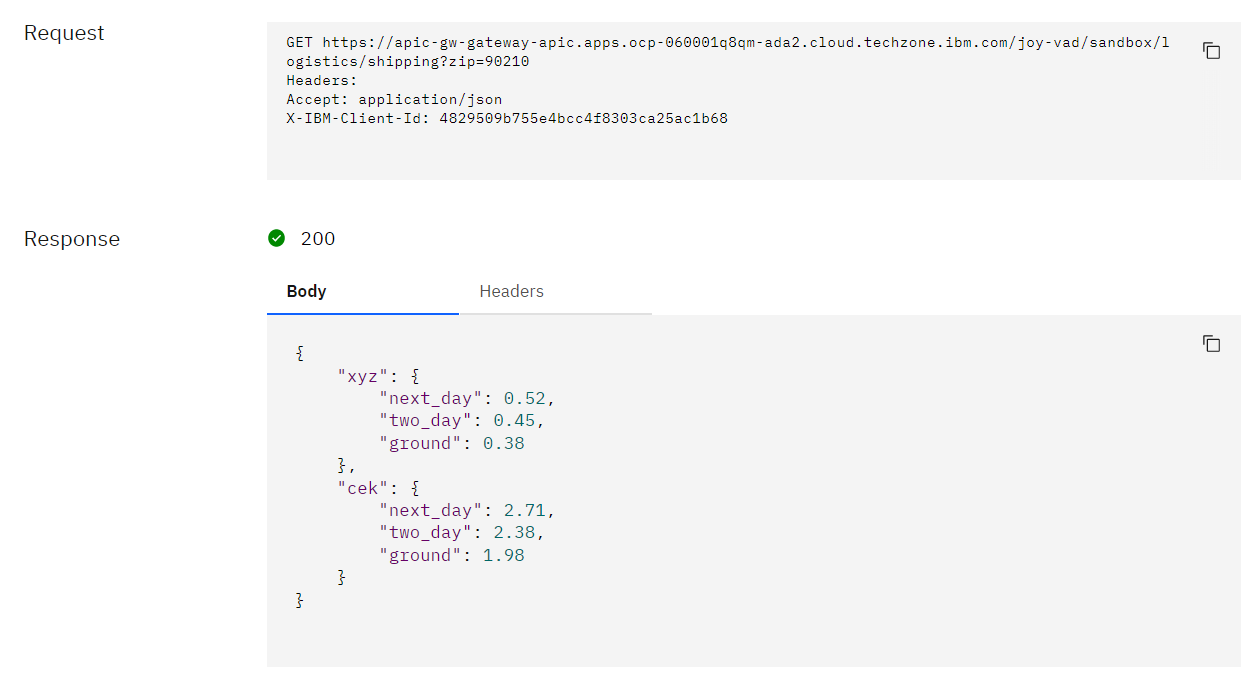 Request
GET https://apic-gw-gateway-apic.apps.ocp-060001q8qm-ada2.cloud.techzone.ibm.com/joy-vad/sandbox/l
ogistics/shipping?zip=90210
Headers:
Accept: application/json
X-IBM-Client-Id: 4829509b755e4bcc4f8303ca25ac1b68
Response
200
Body
Headers
{
    "xyz": {
        "next_day": 0.52,
        "two_day": 0.45,
        "ground": 0.38
    },
    "cek": {
        "next_day": 2.71,
        "two_day": 2.38,
        "ground": 1.98
    }
}